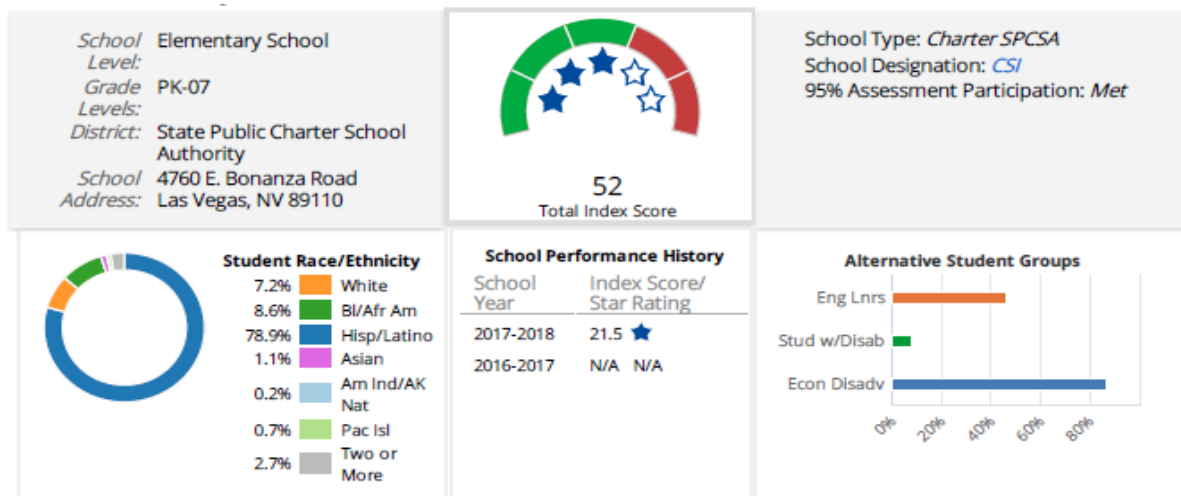 School Level: Elementary School
Grade Levels: PK-07
District: State Public Charter School Authority
School Address: 4760 E. Bonanza Road
Las Vegas, NV 89110
52
Total Index Score
School Type: Charter SPCSA
School Designation: CSI
95% Assessment Participation: Met
Student Race/Ethnicity
7.2% White
8.6% Bl/Afr Am
78.9% Hisp/Latino
1.1% Asian
0.2% Am Ind/AK Nat
0.7% Pac Isl
2.7% Two or More
School Performance History
School Year
Index Score/ Star Rating
2017-2018 21.5
2016-2017 N/A N/A
Alternative Student Groups
Eng Lnrs
Stud w/Disab
Econ Disadv
0% 20% 40% 60% 80%